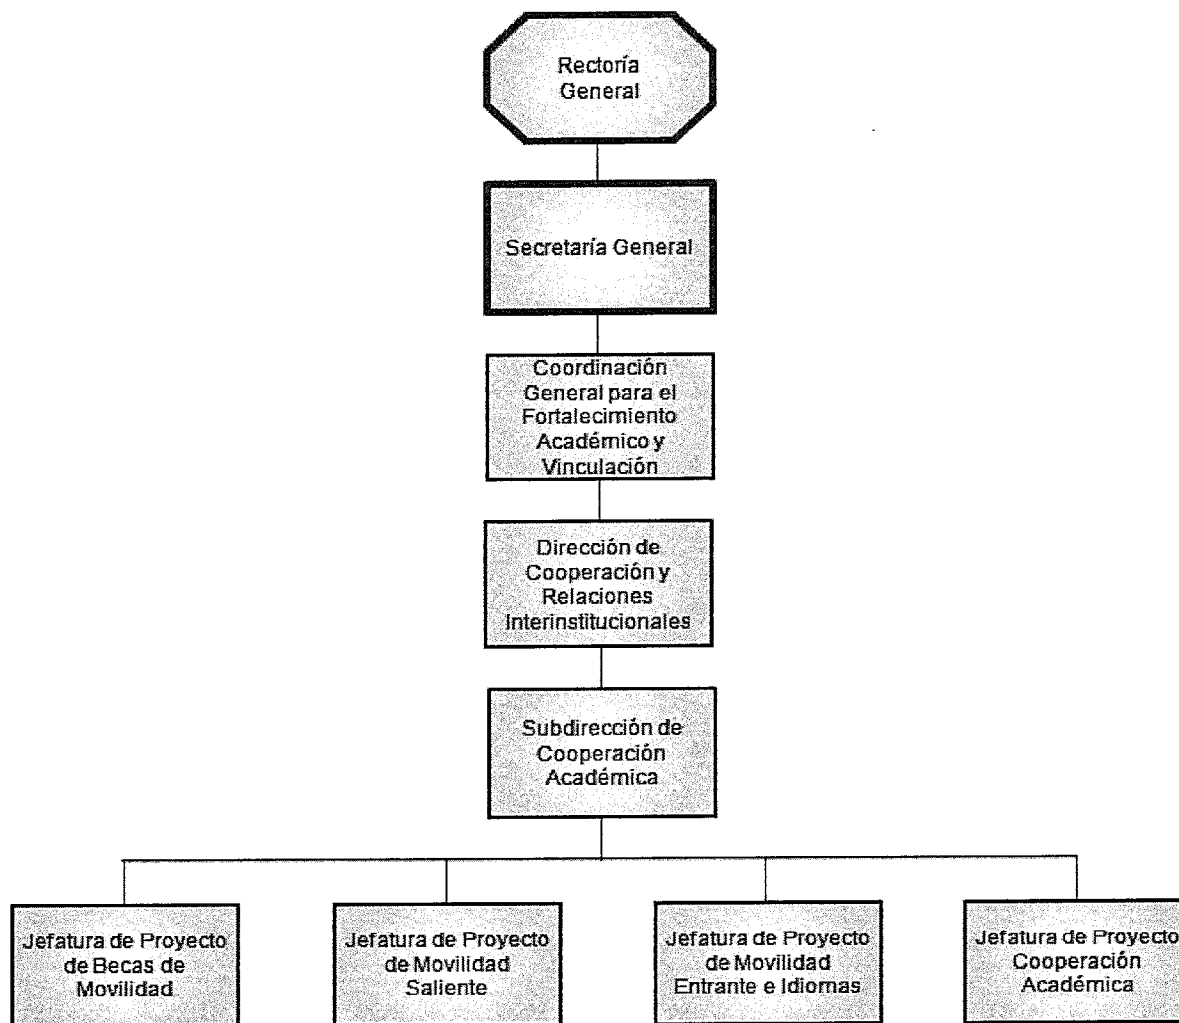 Rectoría
General
Secretaría General
Coordinación
General para el
Fortalecimiento
Académico y
Vinculación
Dirección de
Cooperación y
Relaciones
Interinstitucionales
Subdirección de
Cooperación
Académica
Jefatura de Proyecto
de Becas de
Movilidad
Jefatura de Proyecto
de Movilidad
Saliente
Jefatura de Proyecto
de Movilidad
Entrante e Idiomas
Jefatura de Proyecto
Cooperación
Académica